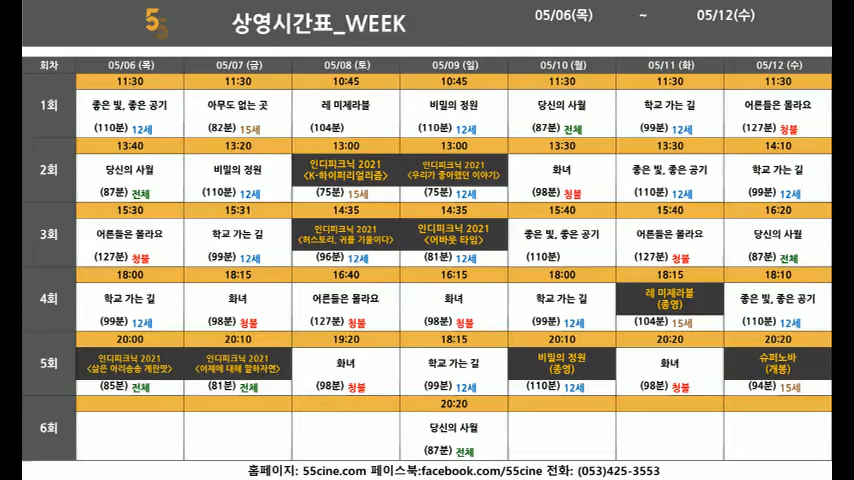 55 상영시간표_WEEK 05/06(목) ~ 05/12(수)
회차 05/06 (목) 05/07 (금) 05/08 (토) 05/09 (일) 05/10 (월) 05/11 (화) 05/12 (수)
11:30 11:30 10:45 10:45 11:30 11:30 11:30
1회 좋은 빛, 좋은 공기 아무도 없는 곳 레 미제라블 비밀의 정원 당신의 사월 학교 가는 길 어른들은 몰라요
(110분) 12세 (82분) 15세 (104분) (110분) 12세 (87분) 전체 (99분) 12세 (127분) 청불
13:40 13:20 13:00 13:00 13:30 13:30 14:10
2회 당신의 사월 비밀의 정원 인디피크닉 2021 <K-하이퍼리얼리즘> 인디피크닉 2021 <우리가 좋아했던 이야기> 화녀 좋은 빛, 좋은 공기 학교 가는 길
(87분) 전체 (110분) 12세 (75분) 15세 (75분) 12세 (98분) 청불 (110분) 12세 (99분) 12세
15:30 15:31 14:35 14:35 15:40 15:40 16:20
3회 어른들은 몰라요 학교 가는 길 인디피크닉 2021 <허스토리, 귀를 기울이다> 인디피크닉 2021 <어바웃 타임> 좋은 빛, 좋은 공기 어른들은 몰라요 당신의 사월
(127분) 청불 (99분) 12세 (96분) 12세 (81분) 12세 (110분) (127분) 청불 (87분) 전체
18:00 18:15 16:40 16:15 18:00 18:15 18:10
4회 학교 가는 길 화녀 어른들은 몰라요 화녀 학교 가는 길 레 미제라블 (종영) 좋은 빛, 좋은 공기
(99분) 12세 (98분) 청불 (127분) 청불 (98분) 청불 (99분) 12세 (104분) 15세 (110분) 12세
20:00 20:10 19:20 18:15 20:10 20:20 20:20
5회 인디피크닉 2021 <삶은 아리송송 계란맛> 인디피크닉 2021 <이제에 대해 말하자면> 화녀 학교 가는 길 비밀의 정원 (종영) 화녀 슈퍼노바 (개봉)
(85분) 전체 (81분) 전체 (98분) 청불 (99분) 12세 (110분) 12세 (98분) 청불 (94분) 15세
20:20
6회 당신의 사월
(87분) 전체
홈페이지: 55cine.com 페이스북:facebook.com/55cine 전화: (053)425-3553